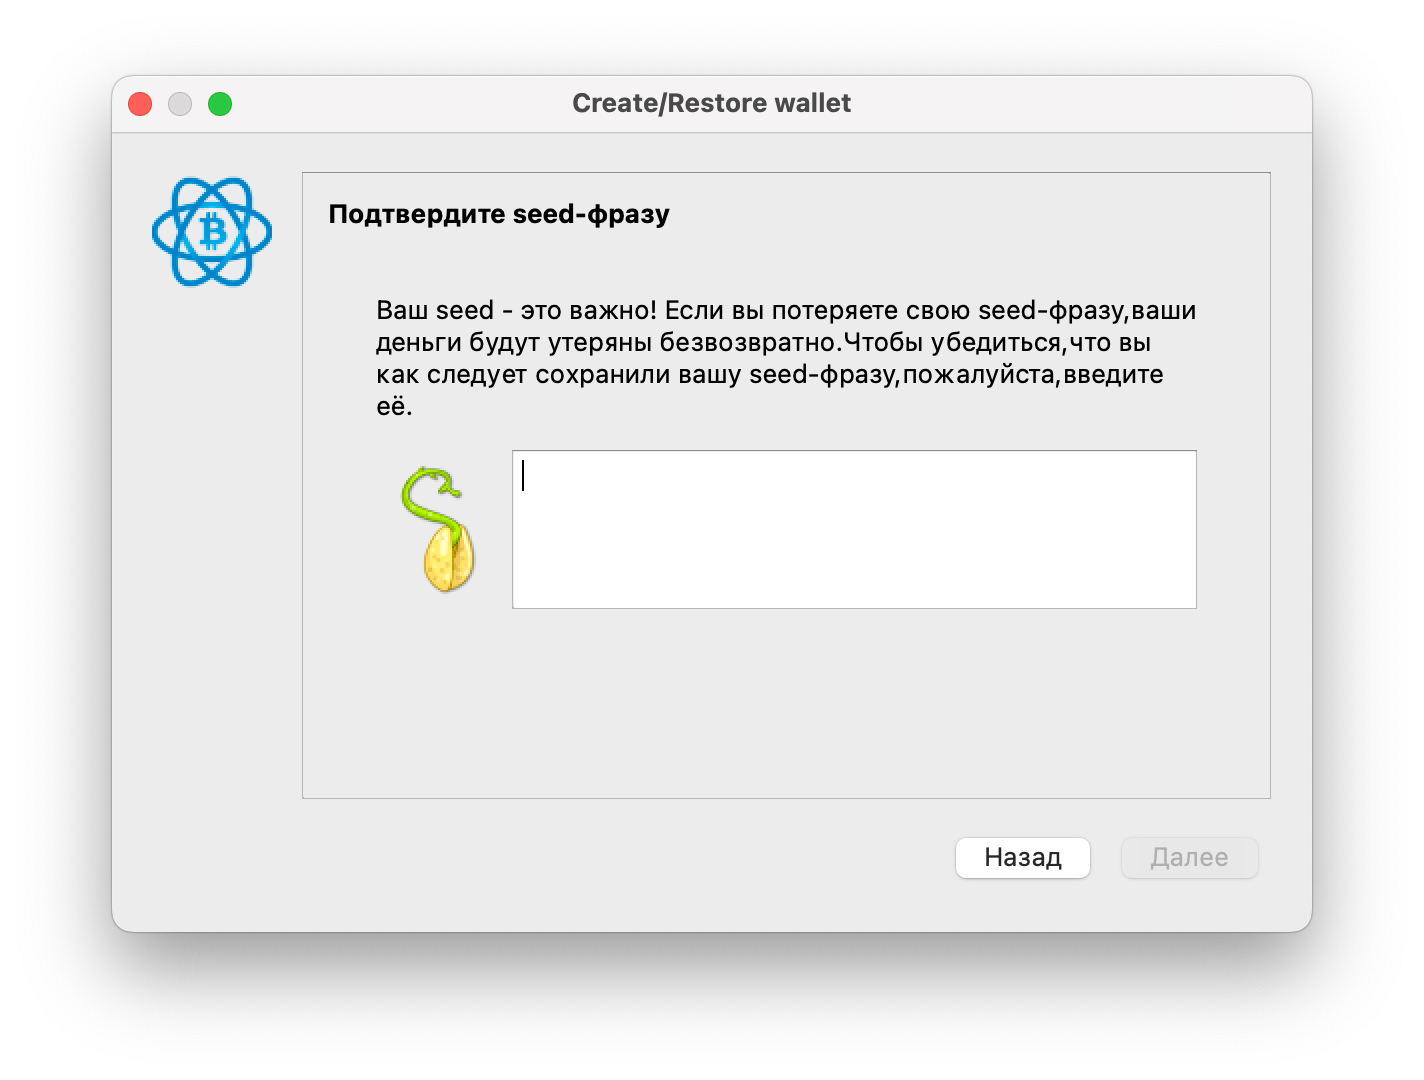 Create/Restore wallet
Подтвердите seed-фразу
Ваш seed - это важно! Если вы потеряете свою seed-фразу,ваши
деньги будут утеряны безвозвратно.Чтобы убедиться,что вы
как следует сохранили вашу seed-фразу,пожалуйста,введите
её.
Назад
Далее